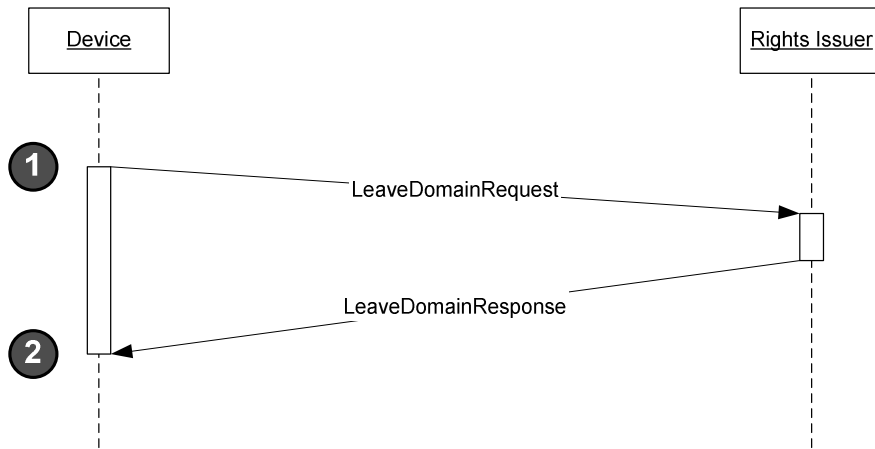 Device
Rights Issuer
1
LeaveDomainRequest
LeaveDomainResponse
2